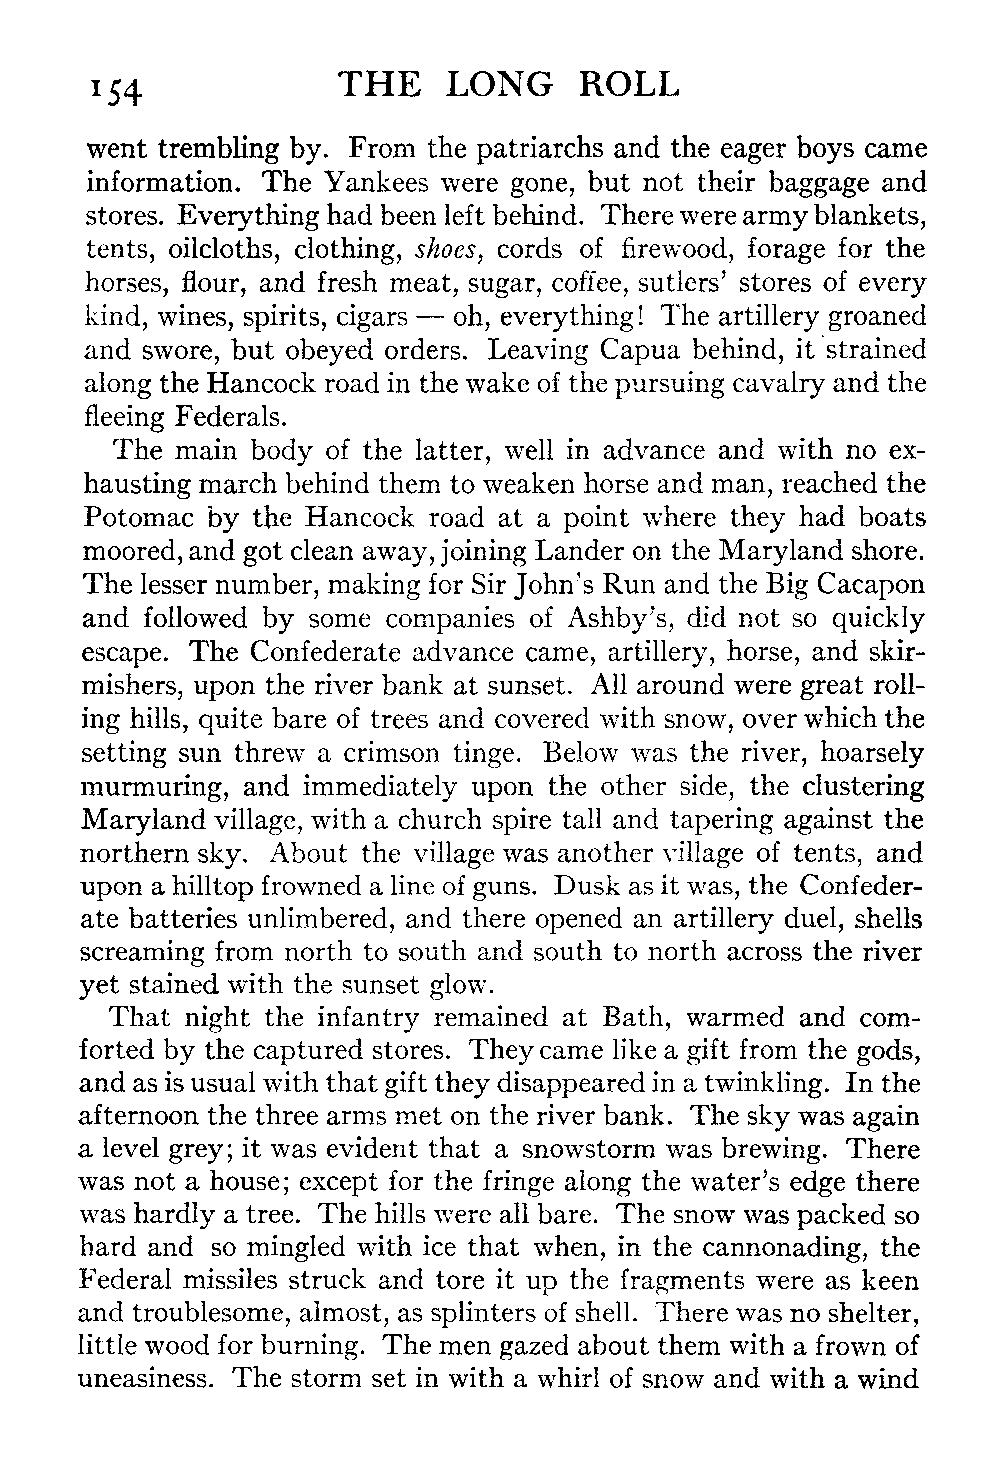 154 THE LONG ROLL
went trembling by. From the patriarchs and the eager boys came
information. The Yankees were gone, but not their baggage and
stores. Everything had been left behind. There were army blankets,
tents, oilcloths, clothing, shoes, cords of firewood, forage for the
horses, flour, and fresh meat, sugar, coffee, sutlers' stores of every
kind, wines, spirits, cigars — oh, everything! The artillery groaned
and swore, but obeyed orders. Leaving Capua behind, it strained
along the Hancock road in the wake of the pursuing cavalry and the
fleeing Federals.
The main body of the latter, well in advance and with no ex-
hausting march behind them to weaken horse and man, reached the
Potomac by the Hancock road at a point where they had boats
moored, and got clean away, joining Lander on the Maryland shore.
The lesser number, making for Sir John's Run and the Big Cacapon
and followed by some companies of Ashby's, did not so quickly
escape. The Confederate advance came, artillery, horse, and skir-
mishers, upon the river bank at sunset. All around were great roll-
ing hills, quite bare of trees and covered with snow, over which the
setting sun threw a crimson tinge. Below was the river, hoarsely
murmuring, and immediately upon the other side, the clustering
Maryland village, with a church spire tall and tapering against the
northern sky. About the village was another village of tents, and
upon a hilltop frowned a line of guns. Dusk as it was, the Confeder-
ate batteries unlimbered, and there opened an artillery duel, shells
screaming from north to south and south to north across the river
yet stained with the sunset glow.
That night the infantry remained at Bath, warmed and com-
forted by the captured stores. They came like a gift from the gods,
and as is usual with that gift they disappeared in a twinkling. In the
afternoon the three arms met on the river bank. The sky was again
a level grey; it was evident that a snowstorm was brewing. There
was not a house; except for the fringe along the water's edge there
was hardly a tree. The hills were all bare. The snow was packed so
hard and so mingled with ice that when, in the cannonading, the
Federal missiles struck and tore it up the fragments were as keen
and troublesome, almost, as splinters of shell. There was no shelter,
little wood for burning. The men gazed about them with a frown of
uneasiness. The storm set in with a whirl of snow and with a wind